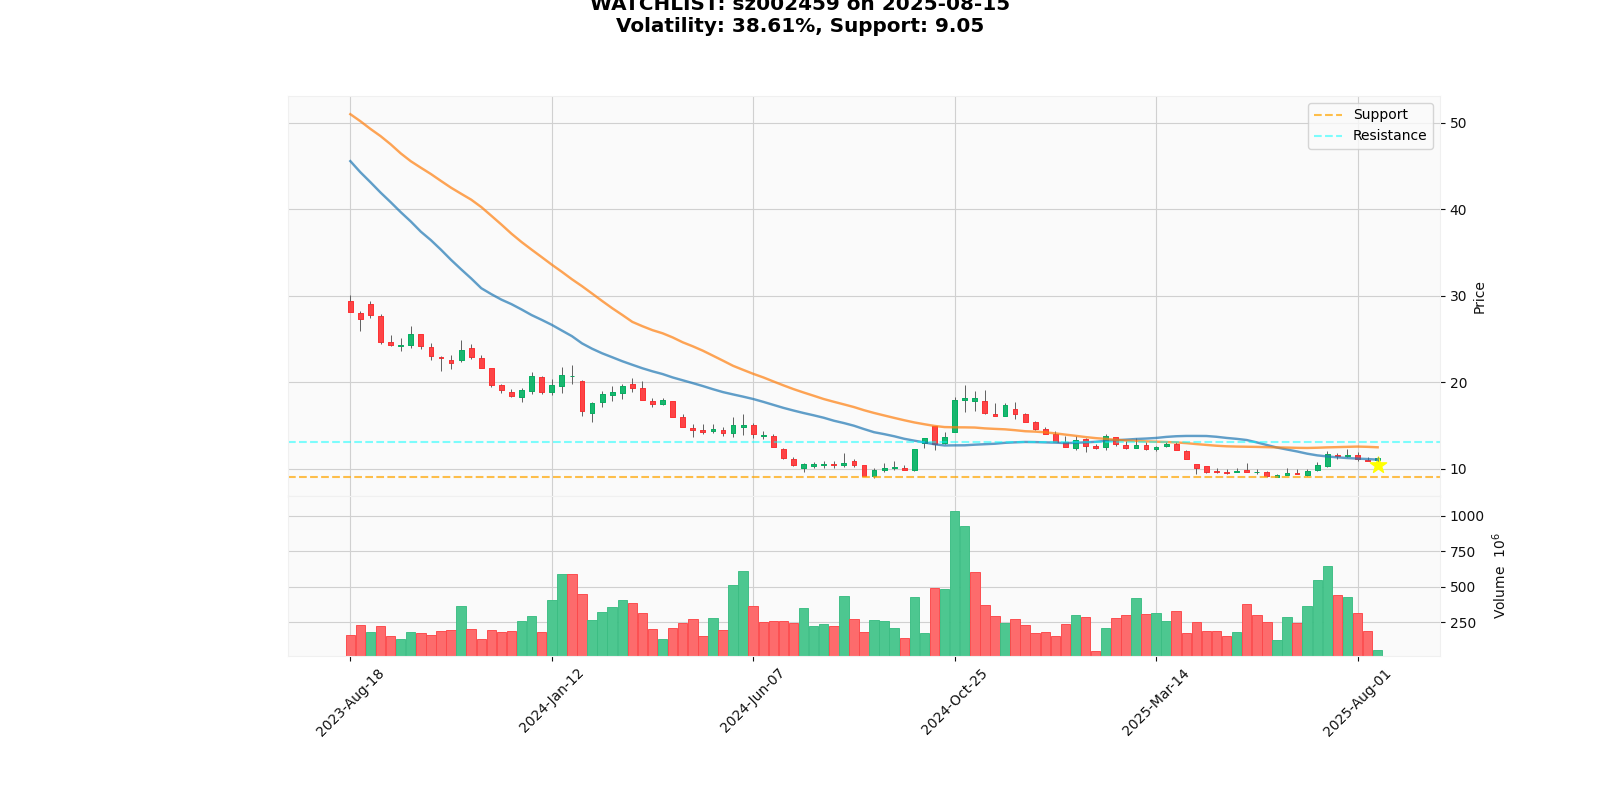 WATCHLIST: sz002459 on 2025-08-15
Volatility: 38.61%, Support: 9.05
Support
Resistance
50
40
30
20
10
Price
1000
750
500
250
Volume 10⁶
2023-Aug-18
2024-Jan-12
2024-Jun-07
2024-Oct-25
2025-Mar-14
2025-Aug-01